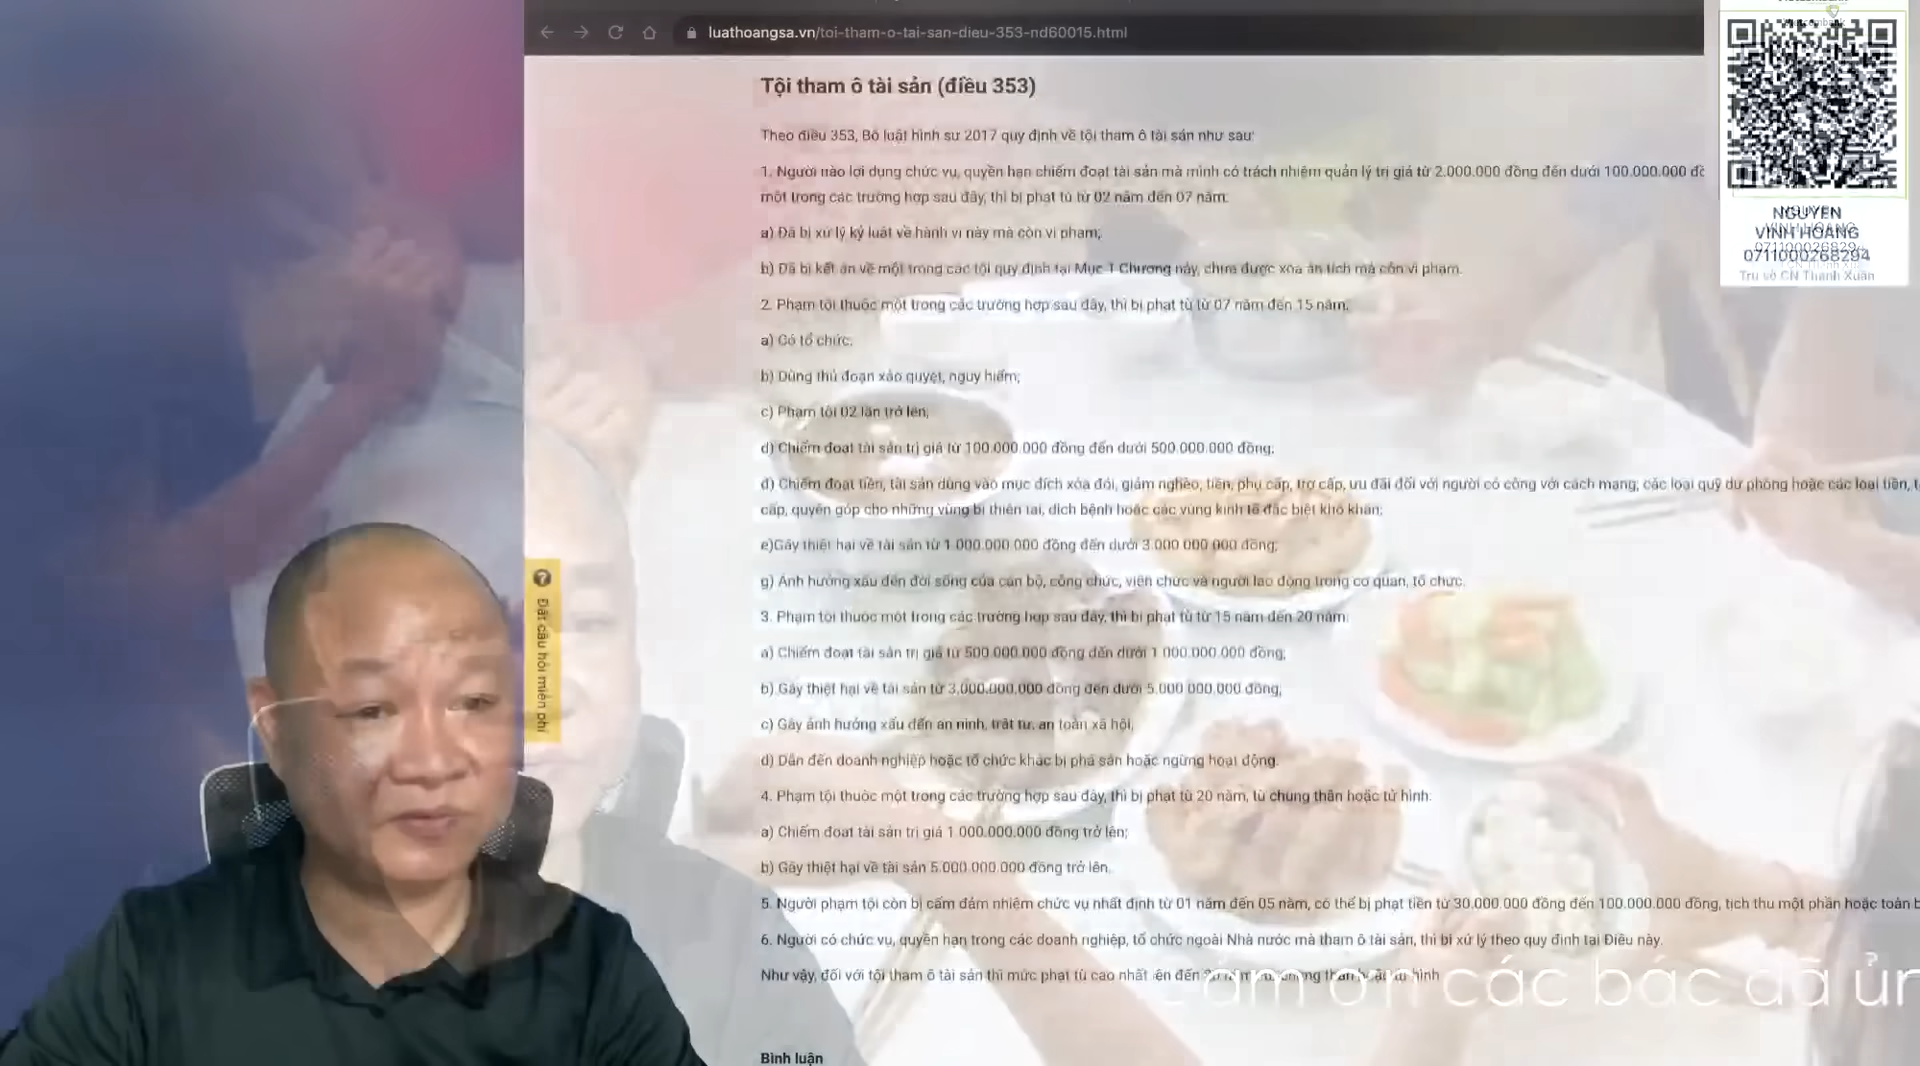 luathoangsa.vn/toi-tham-o-tai-san-dieu-353-nd60015.html
Vietcombank
NGUYEN
VINH HOANG
0711000268294
Trụ sở CN Thanh Xuân
Tội tham ô tài sản (điều 353)
Theo điều 353, Bộ luật hình sự 2017 quy định về tội tham ô tài sản như sau:
1. Người nào lợi dụng chức vụ, quyền hạn chiếm đoạt tài sản mà mình có trách nhiệm quản lý trị giá từ 2.000.000 đồng đến dưới 100.000.000
một trong các trường hợp sau đây, thì bị phạt tù từ 02 năm đến 07 năm:
a) Đã bị xử lý kỷ luật về hành vi này mà còn vi phạm;
b) Đã bị kết án về một trong các tội quy định tại Mục 1 Chương này, chưa được xóa án tích mà còn vi phạm.
2. Phạm tội thuộc một trong các trường hợp sau đây, thì bị phạt tù từ 07 năm đến 15 năm:
a) Có tổ chức;
b) Dùng thủ đoạn xảo quyệt, nguy hiểm;
c) Phạm tội 02 lần trở lên;
d) Chiếm đoạt tài sản trị giá từ 100.000.000 đồng đến dưới 500.000.000 đồng;
đ) Chiếm đoạt tiền, tài sản dùng vào mục đích xóa đói, giảm nghèo; tiền, phụ cấp, trợ cấp, ưu đãi đối với người có công với cách mạng; các loại quỹ dự phòng hoặc các loại tiền,
cấp, quyên góp cho những vùng bị thiên tai, dịch bệnh hoặc các vùng kinh tế đặc biệt khó khăn;
e)Gây thiệt hại về tài sản từ 1.000.000.000 đồng đến dưới 3.000.000.000 đồng;
g) Ảnh hưởng xấu đến đời sống của cán bộ, công chức, viên chức và người lao động trong cơ quan, tổ chức.
3. Phạm tội thuộc một trong các trường hợp sau đây, thì bị phạt tù từ 15 năm đến 20 năm:
a) Chiếm đoạt tài sản trị giá từ 500.000.000 đồng đến dưới 1.000.000.000 đồng;
b) Gây thiệt hại về tài sản từ 3.000.000.000 đồng đến dưới 5.000.000.000 đồng;
c) Gây ảnh hưởng xấu đến an ninh, trật tự, an toàn xã hội;
d) Dẫn đến doanh nghiệp hoặc tổ chức khác bị phá sản hoặc ngừng hoạt động.
4. Phạm tội thuộc một trong các trường hợp sau đây, thì bị phạt tù 20 năm, tù chung thân hoặc tử hình:
a) Chiếm đoạt tài sản trị giá 1.000.000.000 đồng trở lên;
b) Gây thiệt hại về tài sản 5.000.000.000 đồng trở lên.
5. Người phạm tội còn bị cấm đảm nhiệm chức vụ nhất định từ 01 năm đến 05 năm, có thể bị phạt tiền từ 30.000.000 đồng đến 100.000.000 đồng, tịch thu một phần hoặc toàn
6. Người có chức vụ, quyền hạn trong các doanh nghiệp, tổ chức ngoài Nhà nước mà tham ô tài sản, thì bị xử lý theo quy định tại Điều này.
Như vậy, đối với tội tham ô tài sản thì mức phạt tù cao nhất lên đến 20 năm tù, chung thân hoặc tử hình
cảm ơn các bác đã
Bình luận
Đặt câu hỏi miễn phí